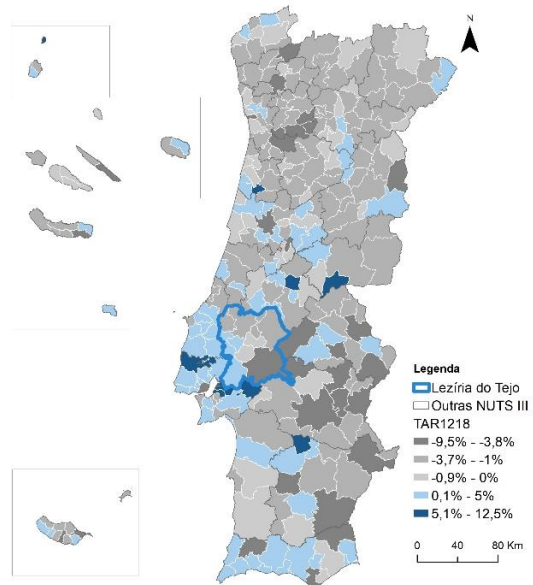 N
Legenda
Lezíria do Tejo
Outras NUTS III
TAR1218
-9,5% - -3,8%
-3,7% - -1%
-0,9% - 0%
0,1% - 5%
5,1% - 12,5%
0 40 80 Km